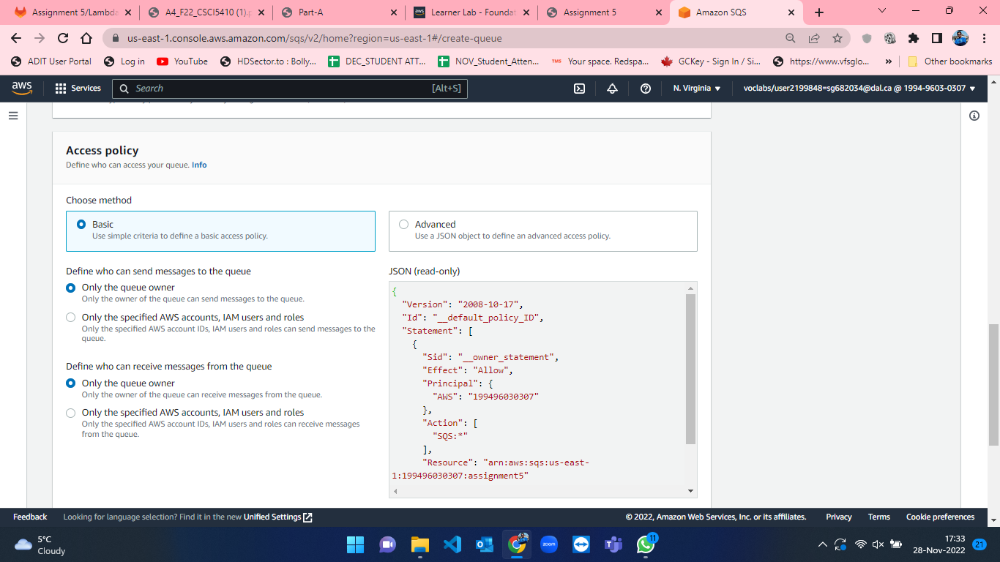 Assignment 5/Lambda
A4_F22_CSCI5410 (1).p
Part-A
Learner Lab - Foundat
Assignment 5
Amazon SQS
us-east-1.console.aws.amazon.com/sqs/v2/home?region=us-east-1#/create-queue
ADIT User Portal
Log in
YouTube
HDSector.to : Bolly...
DEC_STUDENT ATT...
NOV_Student_Atten...
TMS
Your space. Redspa...
GCKey - Sign In / Si...
https://www.vfsglo...
»
Other bookmarks
aws
Services
Search
[Alt+S]
N. Virginia
voclabs/user2199848=sg682034@dal.ca @ 1994-9603-0307
Access policy
Define who can access your queue. Info
Choose method
Basic
Use simple criteria to define a basic access policy.
Advanced
Use a JSON object to define an advanced access policy.
Define who can send messages to the queue
Only the queue owner
Only the owner of the queue can send messages to the queue.
Only the specified AWS accounts, IAM users and roles
Only the specified AWS account IDs, IAM users and roles can send messages to the
queue.
Define who can receive messages from the queue
Only the queue owner
Only the owner of the queue can receive messages from the queue.
Only the specified AWS accounts, IAM users and roles
Only the specified AWS account IDs, IAM users and roles can receive messages
from the queue.
JSON (read-only)
{
"Version": "2008-10-17",
"Id": "__default_policy_ID",
"Statement": [
{
"Sid": "__owner_statement",
"Effect": "Allow",
"Principal": {
"AWS": "199496030307"
},
"Action": [
"SQS:*"
],
"Resource": "arn:aws:sqs:us-east-
1:199496030307:assignment5"
Feedback
Looking for language selection? Find it in the new Unified Settings
© 2022, Amazon Web Services, Inc. or its affiliates.
Privacy
Terms
Cookie preferences
5°C
Cloudy
zoom
11
17:33
28-Nov-2022
21